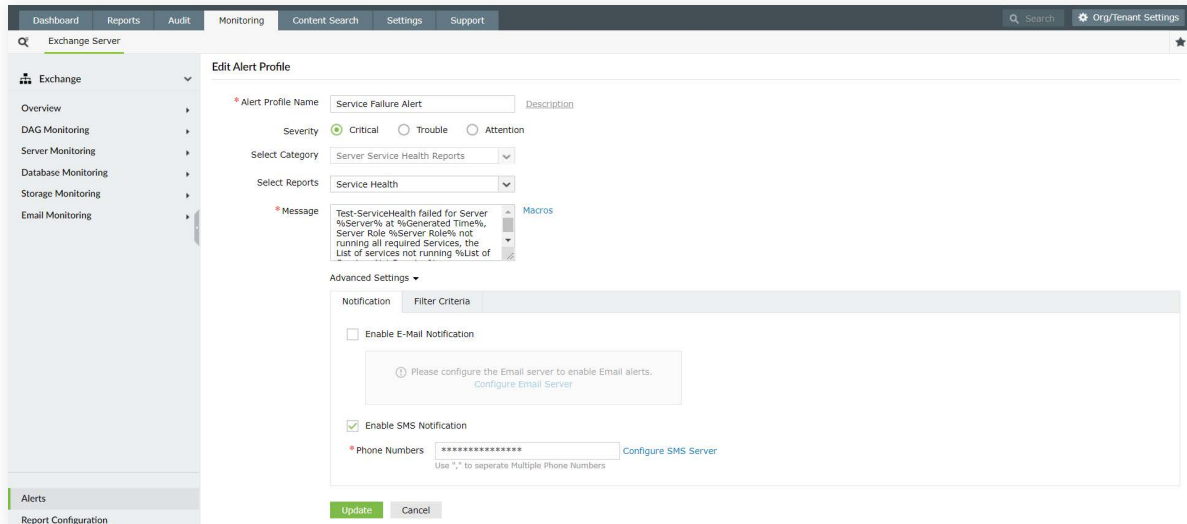 Dashboard Reports Audit Monitoring Content Search Settings Support Search Org/Tenant Settings
Exchange Server
Exchange
Overview
DAG Monitoring
Server Monitoring
Database Monitoring
Storage Monitoring
Email Monitoring
Alerts
Report Configuration
Edit Alert Profile
* Alert Profile Name Service Failure Alert Description
Severity Critical Trouble Attention
Select Category Server Service Health Reports
Select Reports Service Health
* Message Test-ServiceHealth failed for Server Macros
%Server% at %Generated Time%,
Server Role %Server Role% not
running all required Services, the
List of services not running %List of
Advanced Settings
Notification Filter Criteria
Enable E-Mail Notification
Please configure the Email server to enable Email alerts.
Configure Email Server
Enable SMS Notification
* Phone Numbers *************** Configure SMS Server
Use "," to seperate Multiple Phone Numbers
Update Cancel